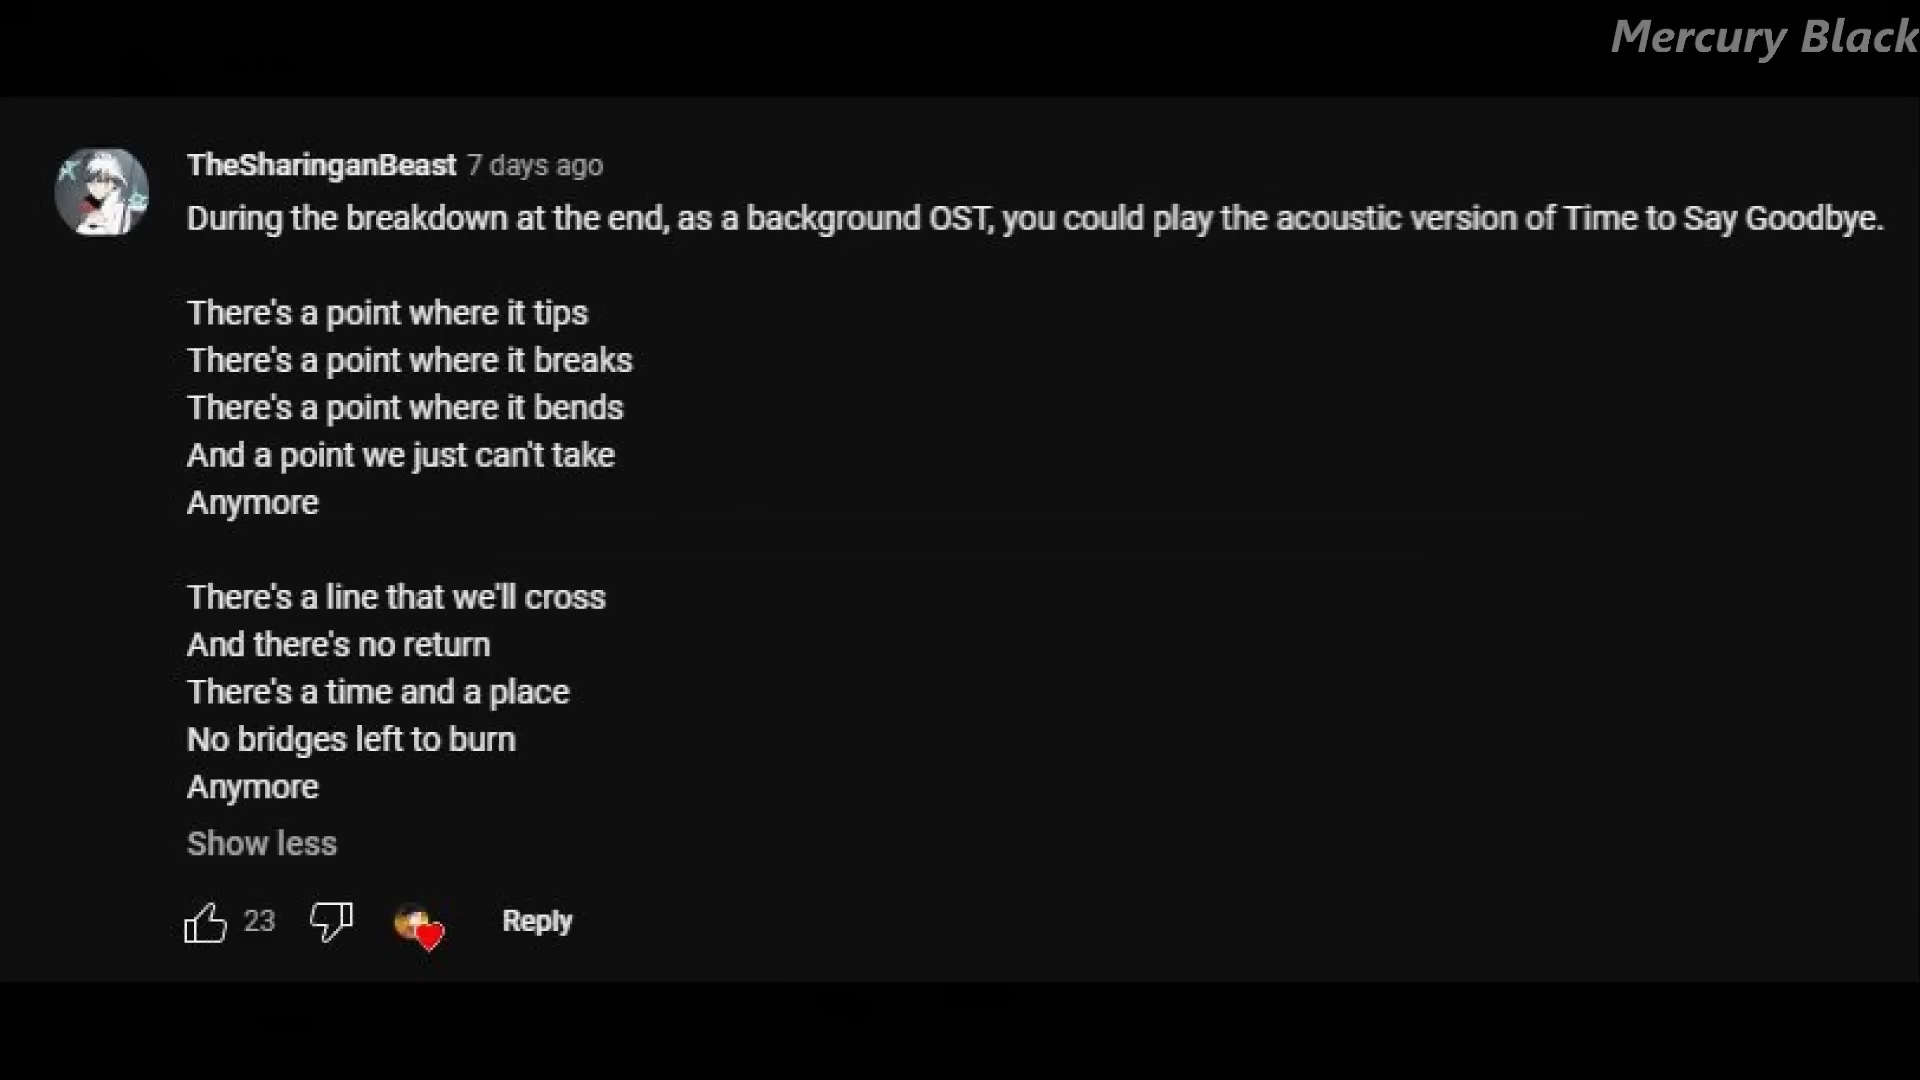 Mercury Black
TheSharinganBeast 7 days ago
During the breakdown at the end, as a background OST, you could play the acoustic version of Time to Say Goodbye.
There's a point where it tips
There's a point where it breaks
There's a point where it bends
And a point we just can't take
Anymore
There's a line that we'll cross
And there's no return
There's a time and a place
No bridges left to burn
Anymore
Show less
23 Reply